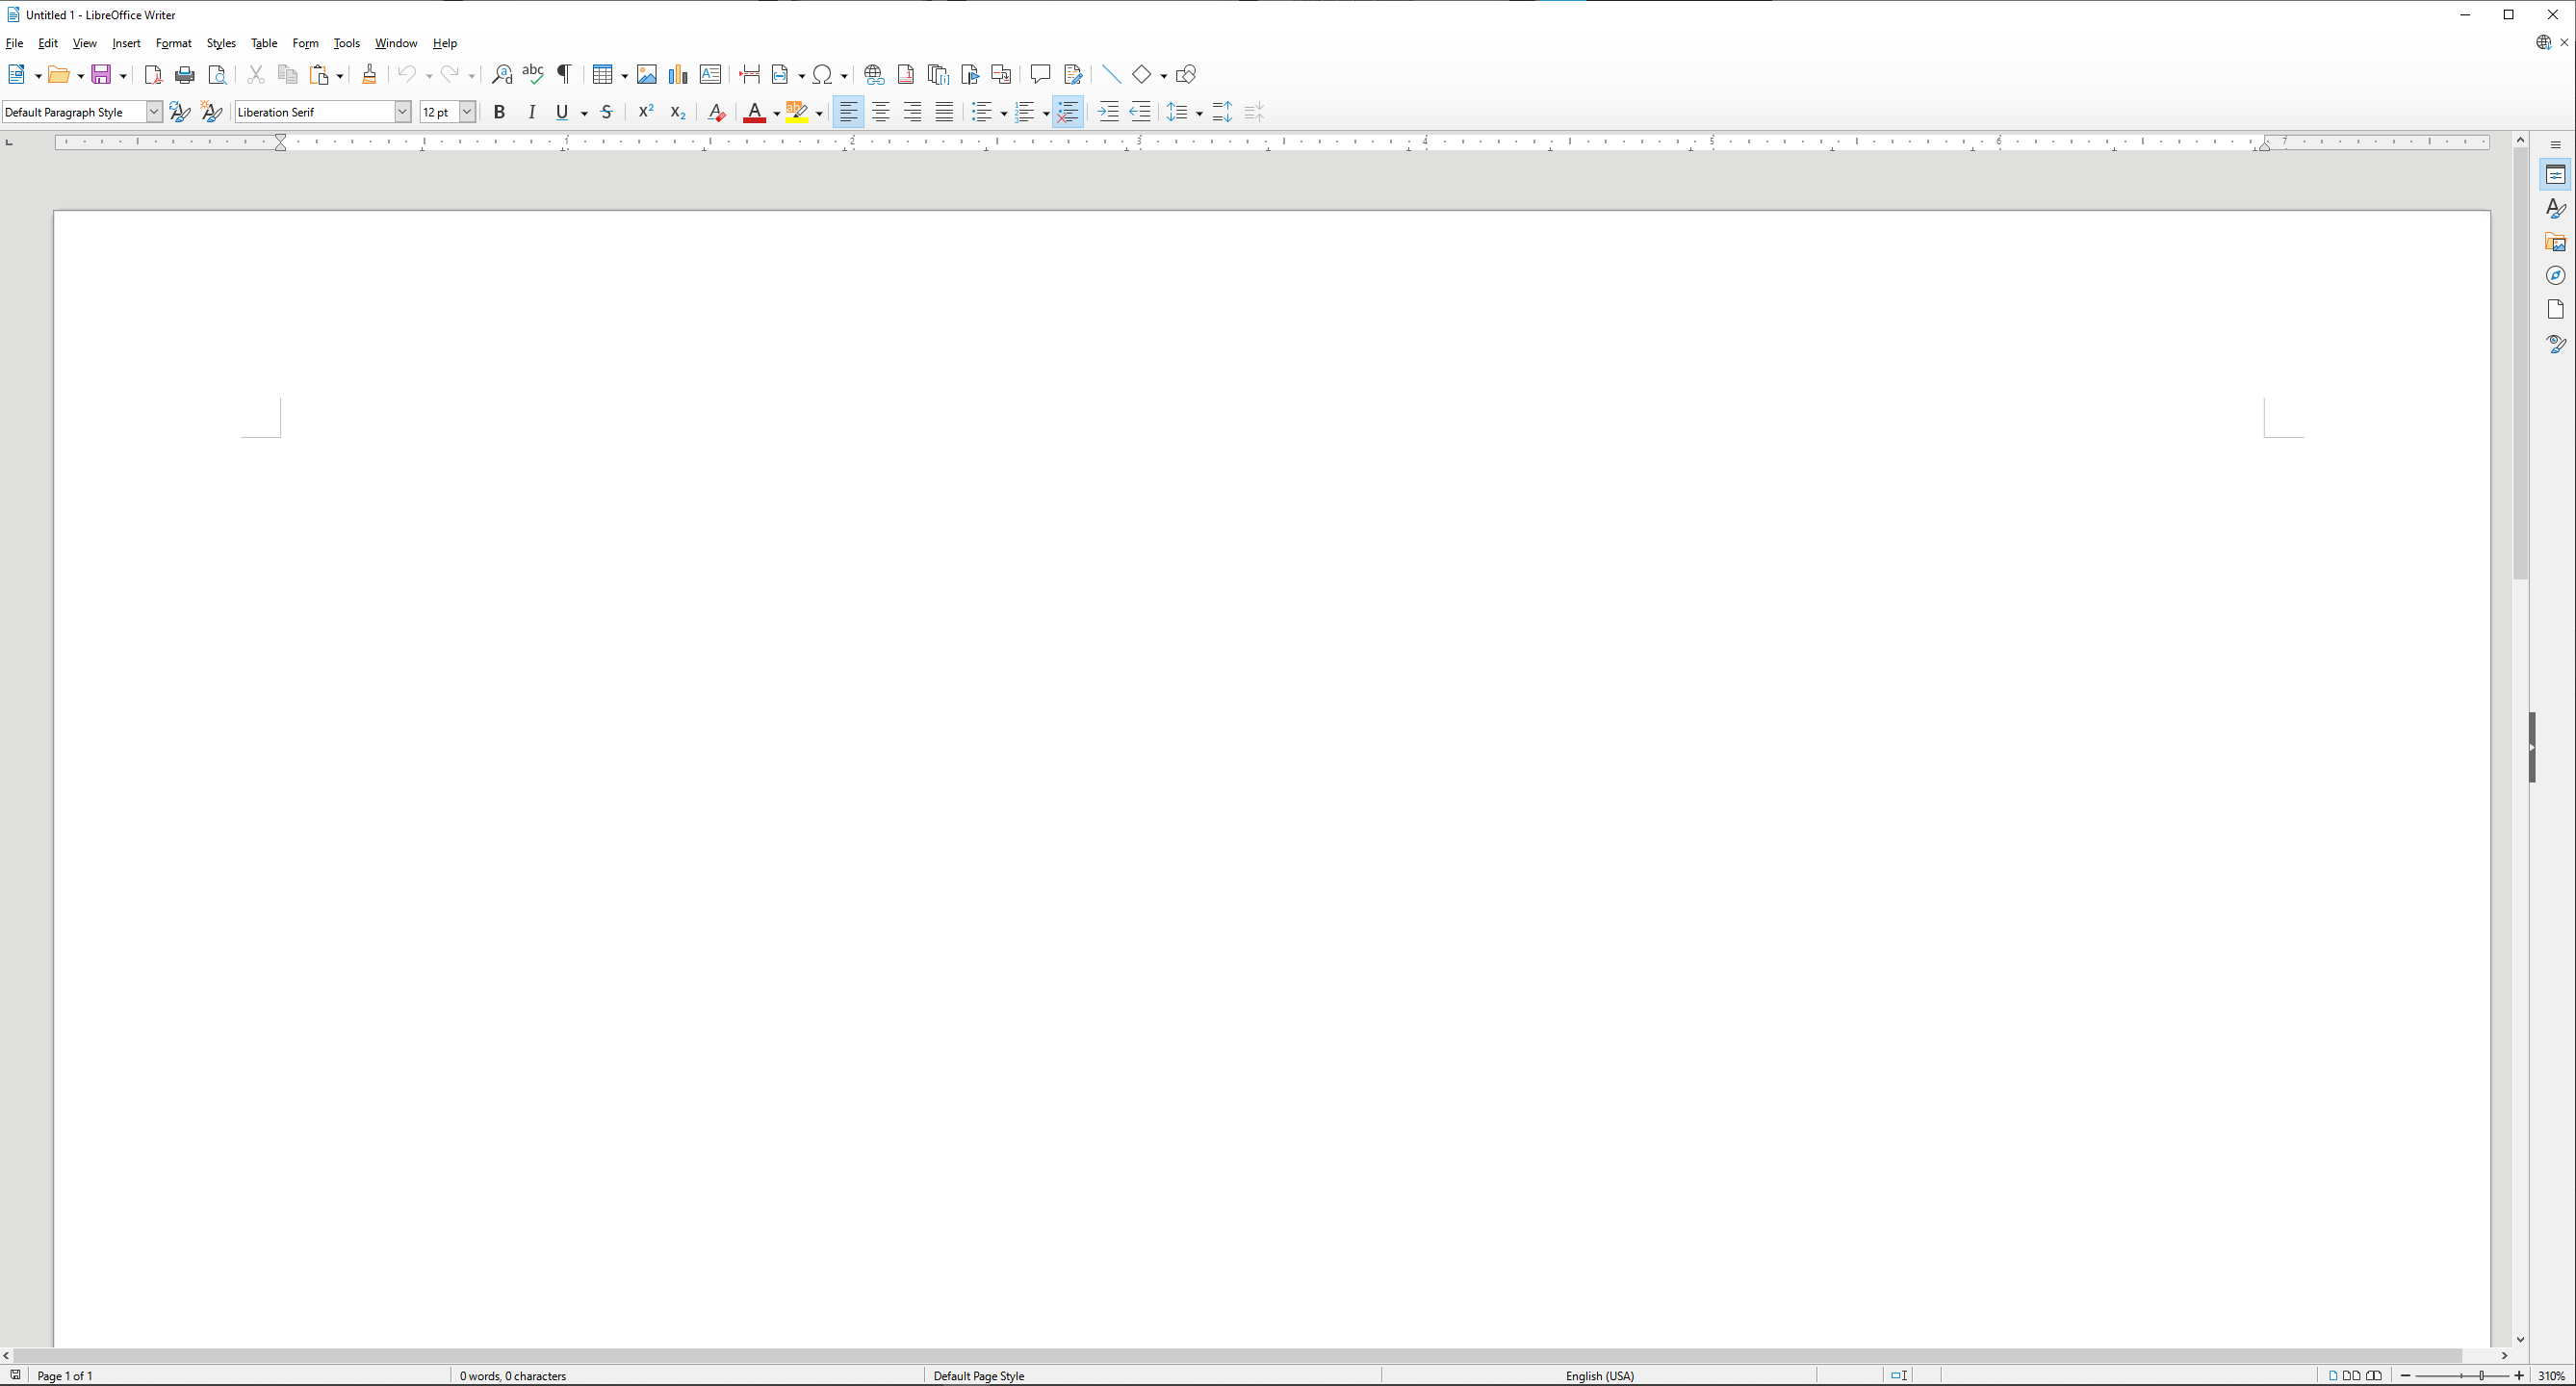 Untitled 1 - LibreOffice Writer
File Edit View Insert Format Styles Table Form Tools Window Help
Default Paragraph Style Liberation Serif 12 pt
1 2 3 4 5 6 7
Page 1 of 1 0 words, 0 characters Default Page Style English (USA) 310%